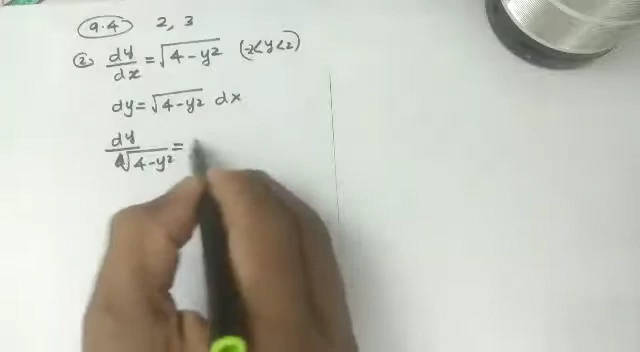 9.4 2, 3
② dy/dx = √4-y² (-2<y<2)
dy = √4-y² dx
dy/√4-y² =